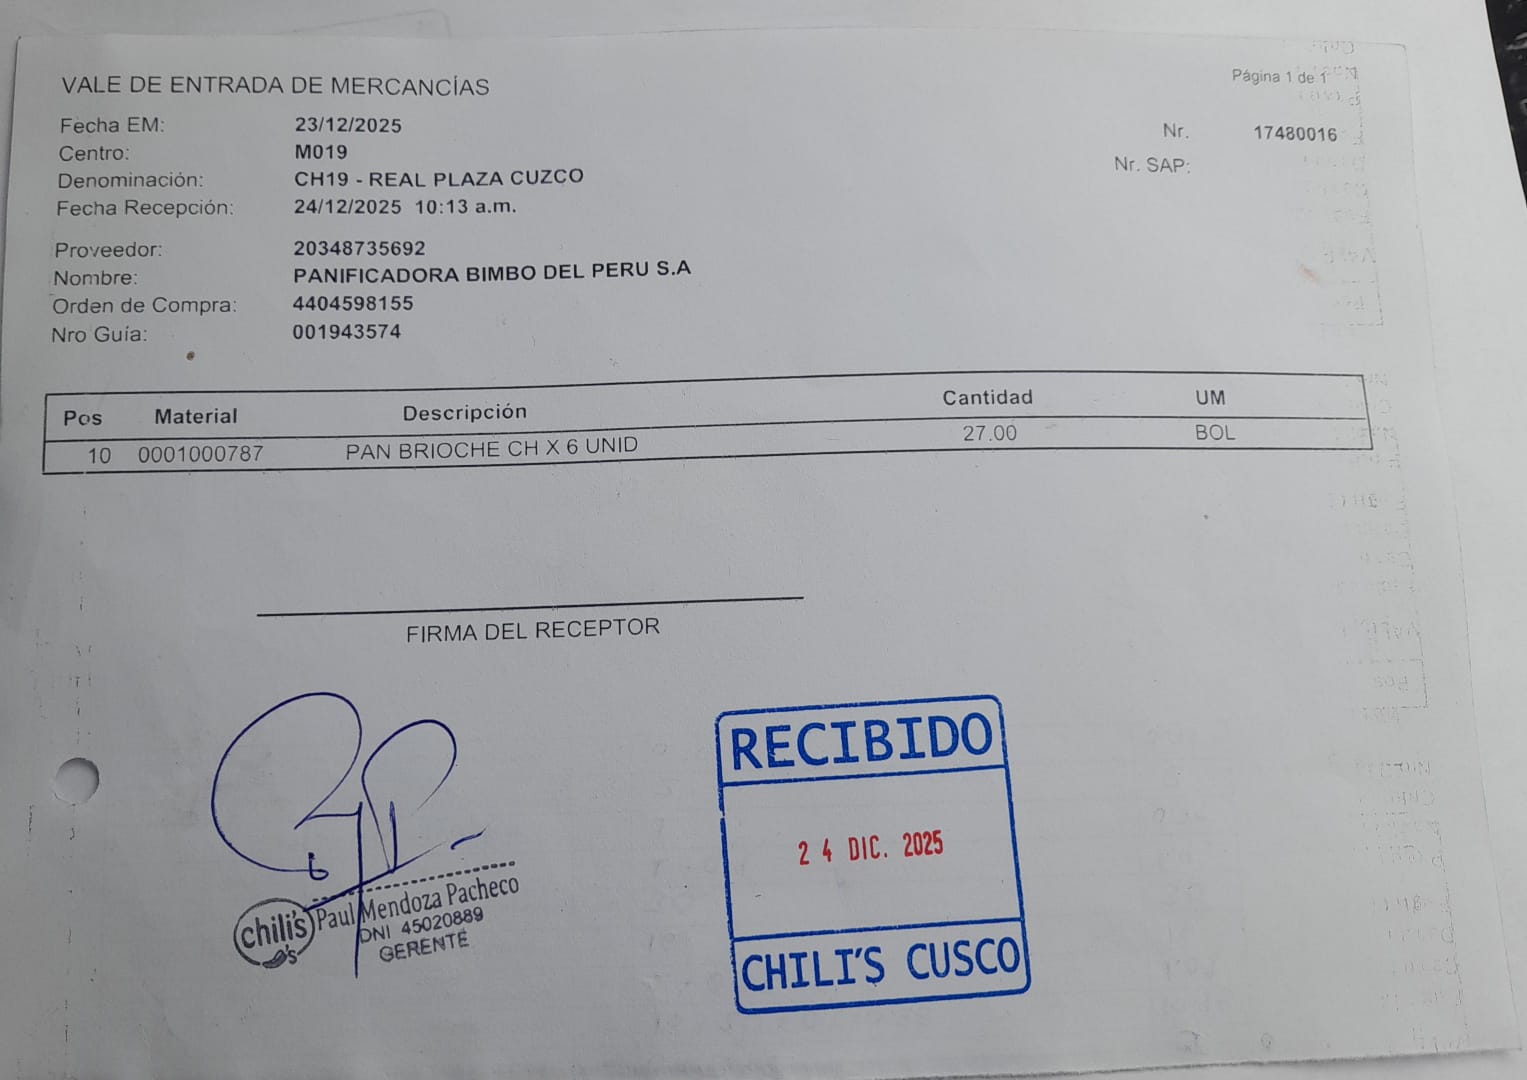 VALE DE ENTRADA DE MERCANCÍAS
Página 1 de 1
Fecha EM: 23/12/2025
Nr. 17480016
Centro: M019
Nr. SAP:
Denominación: CH19 - REAL PLAZA CUZCO
Fecha Recepción: 24/12/2025 10:13 a.m.
Proveedor: 20348735692
Nombre: PANIFICADORA BIMBO DEL PERU S.A
Orden de Compra: 4404598155
Nro Guía: 001943574
Pos Material Descripción Cantidad UM
10 0001000787 PAN BRIOCHE CH X 6 UNID 27.00 BOL
FIRMA DEL RECEPTOR
RECIBIDO
24 DIC. 2025
CHILI'S CUSCO
chili's Paul Mendoza Pacheco
DNI 45020889
GERENTE